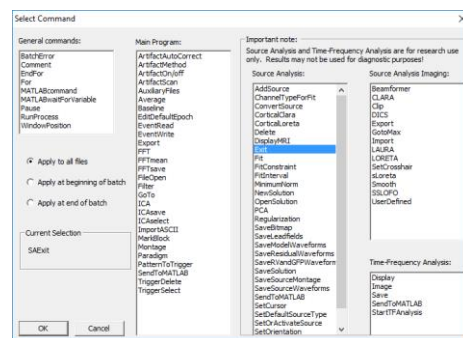 Select Command
General commands:
BatchError
Comment
EndFor
For
MATLABcommand
MATLABwaitForVariable
Pause
RunProcess
WindowPosition
Apply to all files
Apply at beginning of batch
Apply at end of batch
Current Selection
SAExit
OK
Cancel
Main Program:
ArtifactAutoCorrect
ArtifactMethod
ArtifactOn/off
ArtifactScan
AuxiliaryFiles
Average
Baseline
EditDefaultEpoch
EventRead
EventWrite
Export
FFT
FFTmean
FFTsave
FileOpen
Filter
GoTo
ICA
ICAsave
ICAselect
ImportASCII
MarkBlock
Montage
Paradigm
PatternToTrigger
SendToMATLAB
TriggerDelete
TriggerSelect
Important note:
Source Analysis and Time-Frequency Analysis are for research use
only. Results may not be used for diagnostic purposes!
Source Analysis:
AddSource
ChannelTypeForFit
ConvertSource
CorticalClara
CorticalLoreta
Delete
DisplayMRI
Exit
Fit
FitConstraint
FitInterval
MinimumNorm
NewSolution
OpenSolution
PCA
Regularization
SaveBitmap
SaveLeadfields
SaveModelWaveforms
SaveResidualWaveforms
SaveRVandGFPWaveform
SaveSolution
SaveSourceMontage
SaveSourceWaveforms
SendToMATLAB
SetCursor
SetDefaultSourceType
SetOrActivateSource
SetOrientation
Source Analysis Imaging:
Beamformer
CLARA
Clip
DICS
Export
GotoMax
Import
LAURA
LORETA
SetCrosshair
sLoreta
Smooth
SSLOFO
UserDefined
Time-Frequency Analysis:
Display
Image
Save
SendToMATLAB
StartTFAnalysis